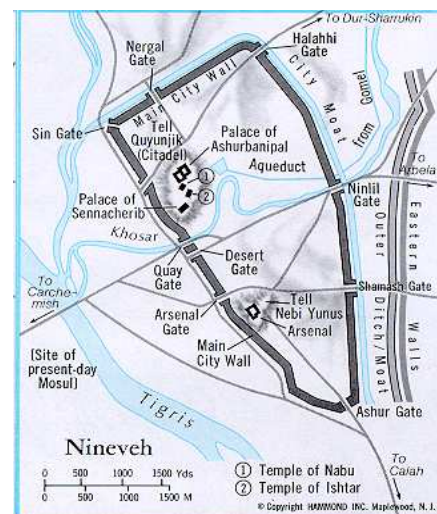 To Dur-Sharrukin
Halahhi
Gate
Nergal
Gate
Main City Wall
City Moat
from
Gomel
Sin Gate
Tell
Quyunjik
(Citadel)
Palace of
Ashurbanipal
①
②
Aqueduct
To
Arbela
Palace of
Sennacherib
Ninlil
Gate
Khosar
Desert
Gate
Quay
Gate
Outer
Ditch/Moat
Eastern
Walls
To
Carche-
mish
Shamash Gate
Arsenal
Gate
Tell
Nebi Yunus
Arsenal
Main
City Wall
(Site of
present-day
Mosul)
Tigris
Ashur Gate
To
Calah
Nineveh
0 500 1000 1500 Yds
0 500 1000 1500 M
① Temple of Nabu
② Temple of Ishtar
© Copyright HAMMOND INC. Maplewood, N. J.